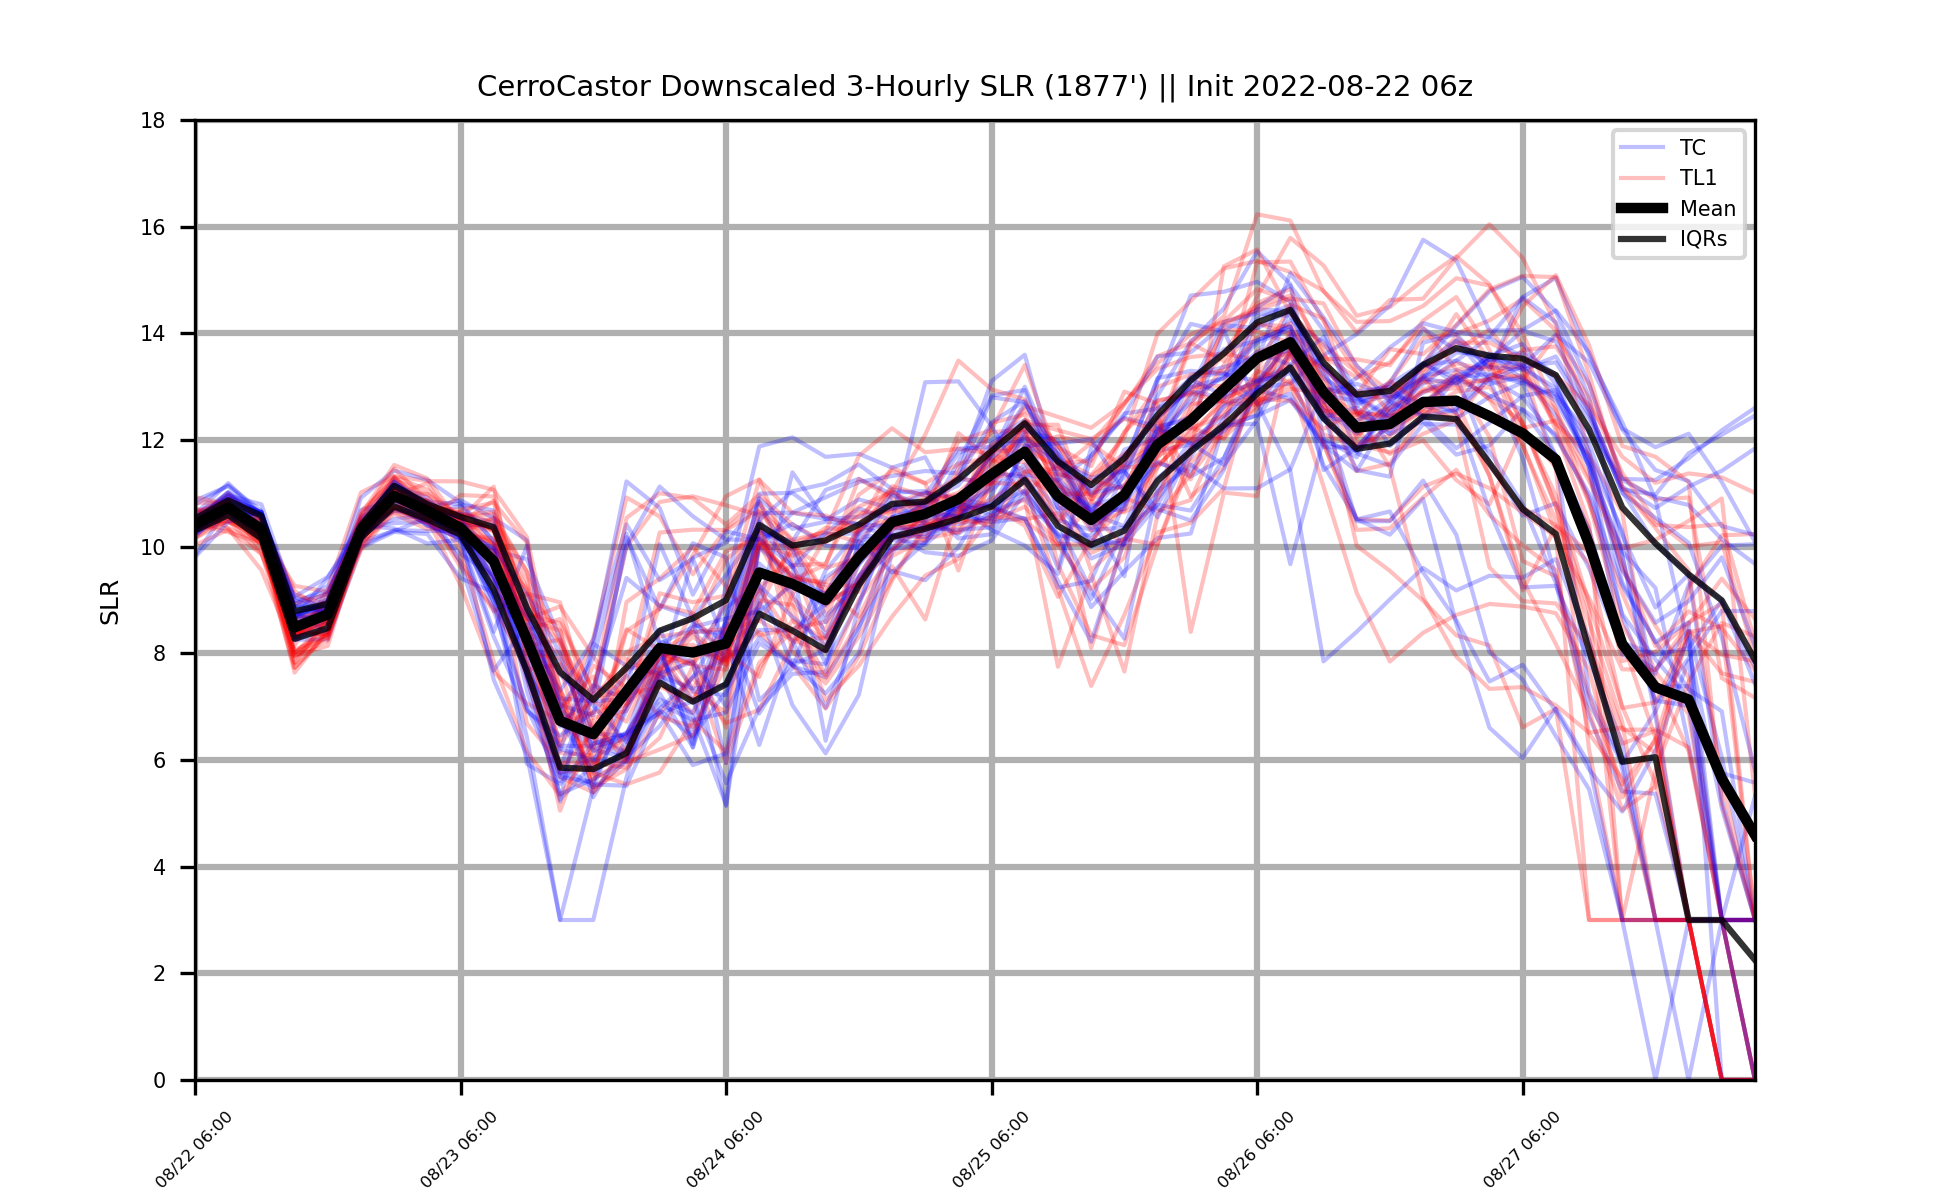 CerroCastor Downscaled 3-Hourly SLR (1877') || Init 2022-08-22 06z
18
16
14
12
10
8
6
4
2
0
SLR
TC
TL1
Mean
IQRs
08/22 06:00
08/23 06:00
08/24 06:00
08/25 06:00
08/26 06:00
08/27 06:00